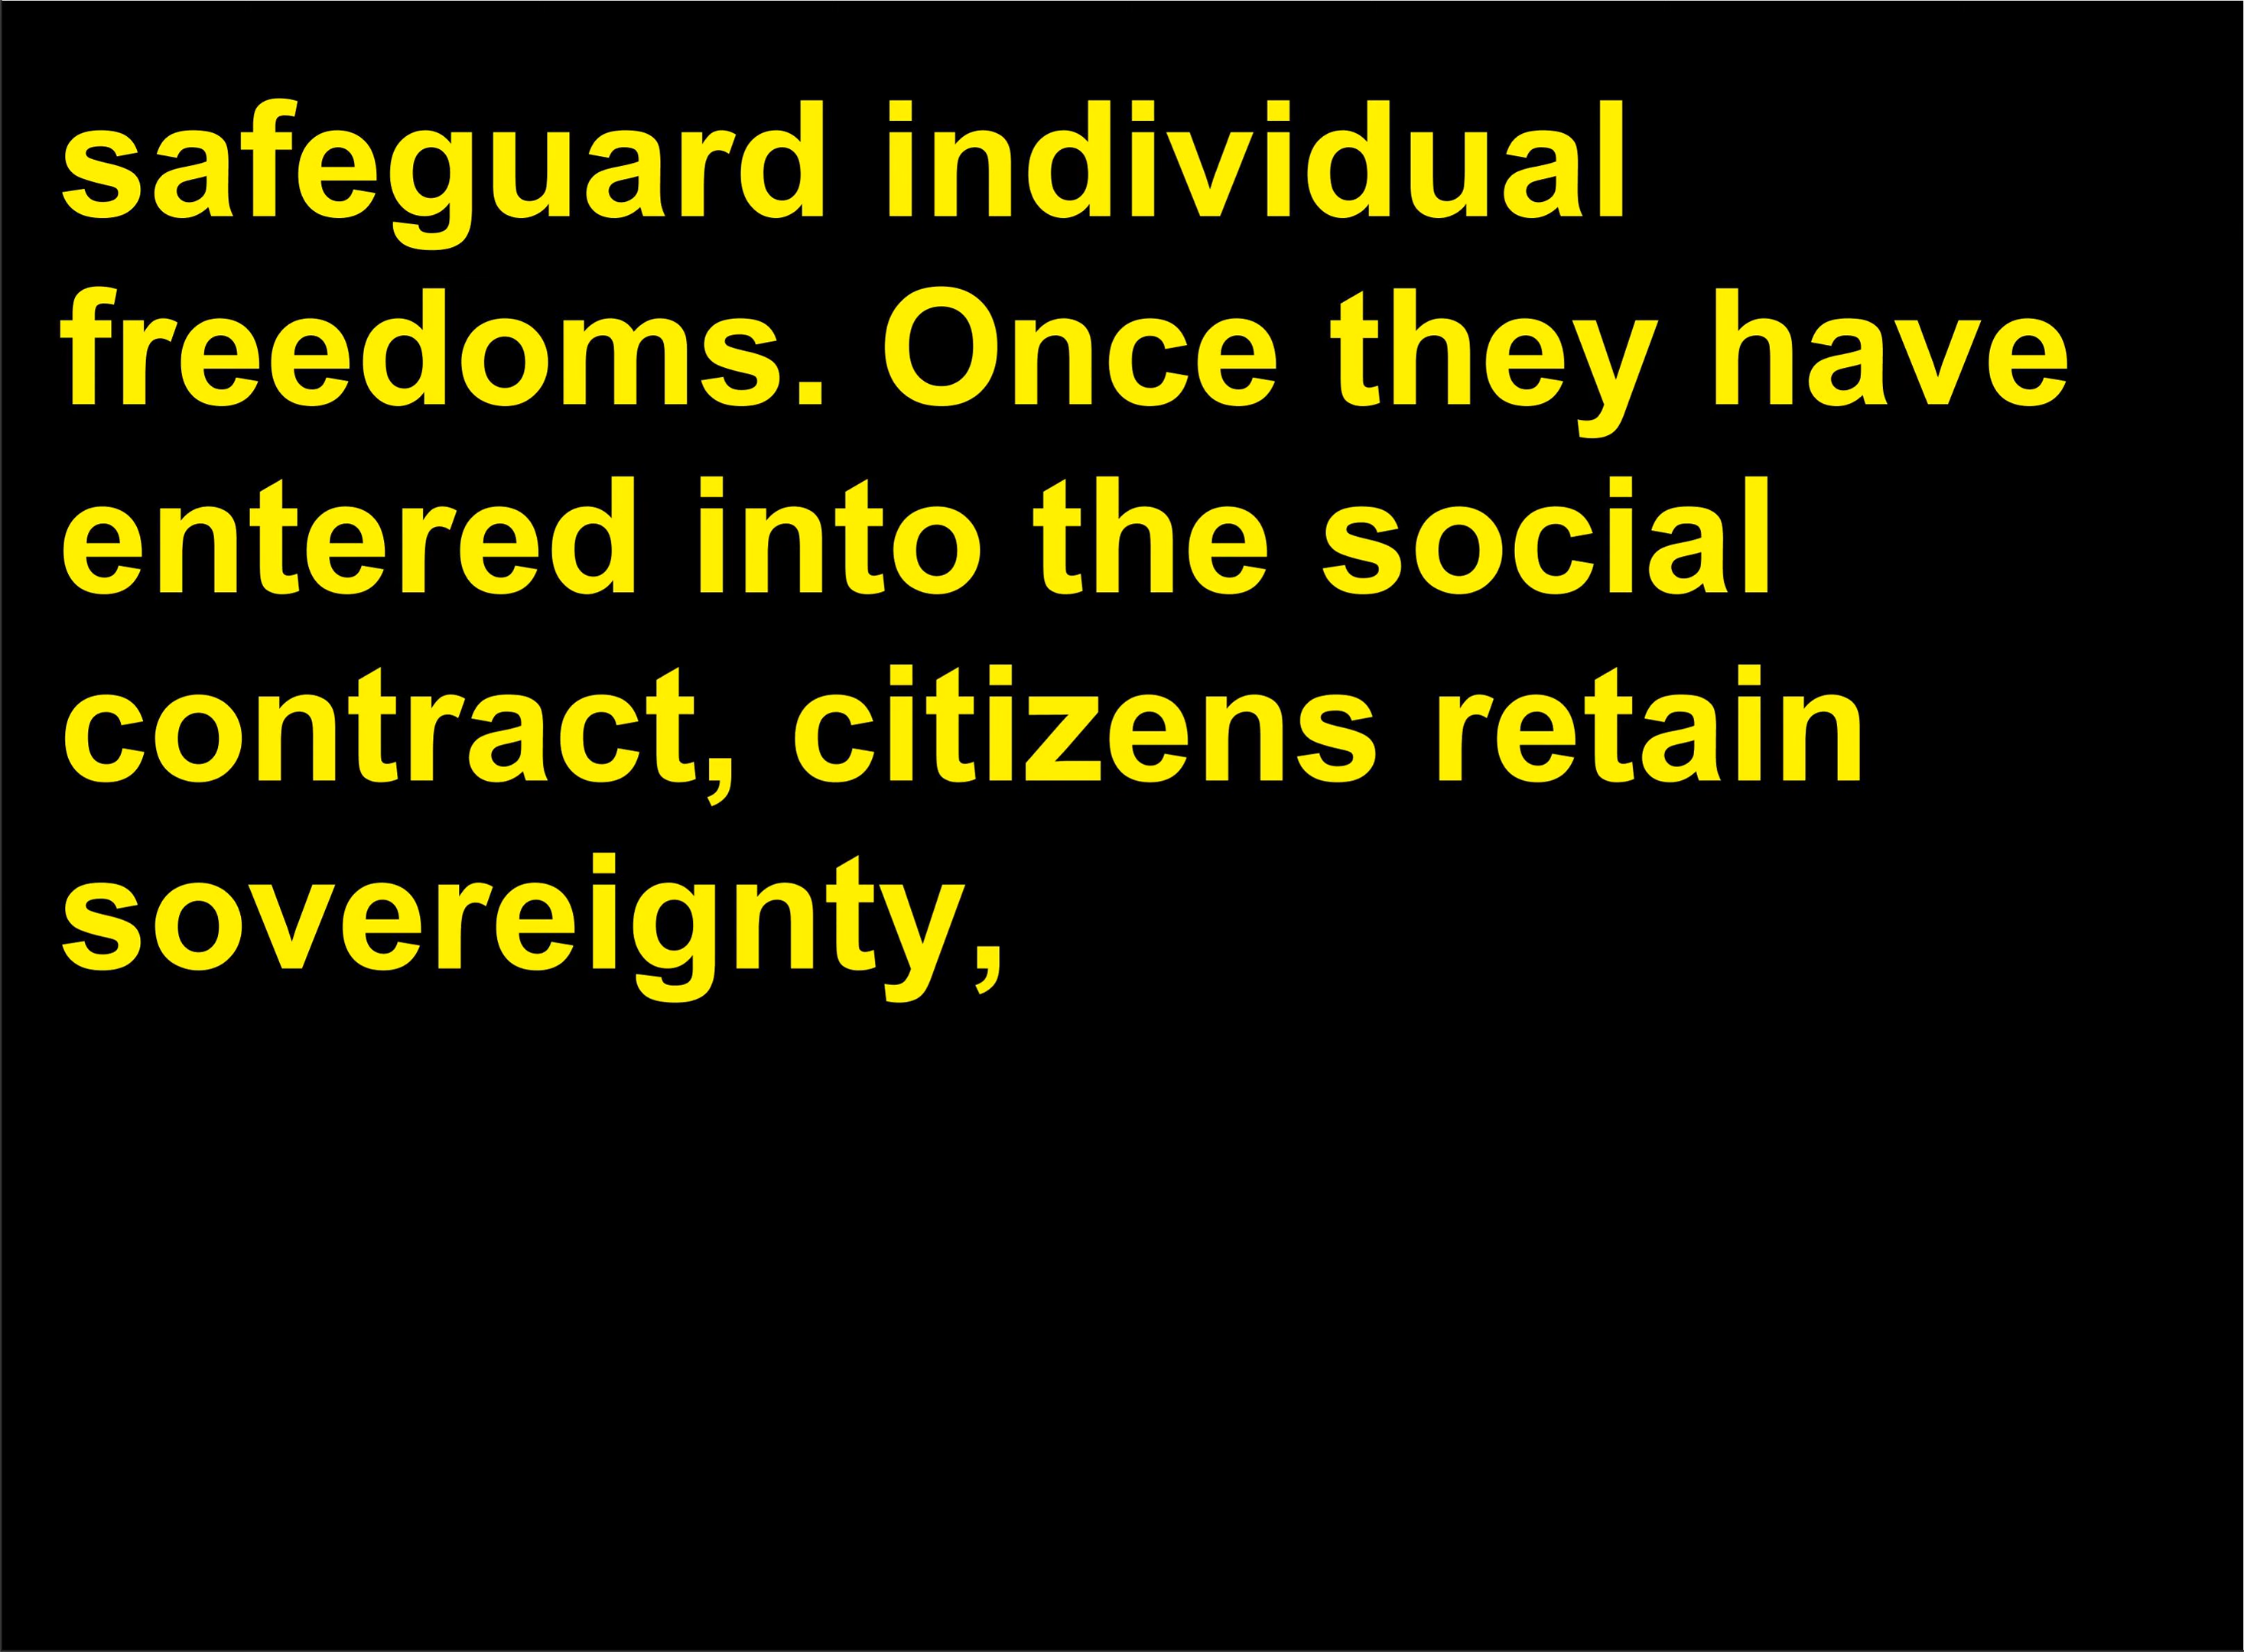 safeguard individual
freedoms. Once they have
entered into the social
contract, citizens retain
sovereignty,